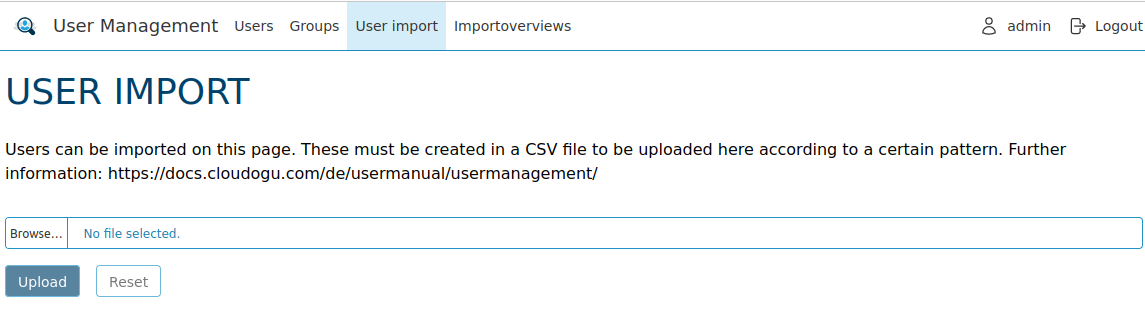 User Management Users Groups User import Importoverviews admin Logout
USER IMPORT
Users can be imported on this page. These must be created in a CSV file to be uploaded here according to a certain pattern. Further
information: https://docs.cloudogu.com/de/usermanual/usermanagement/
Browse... No file selected.
Upload Reset